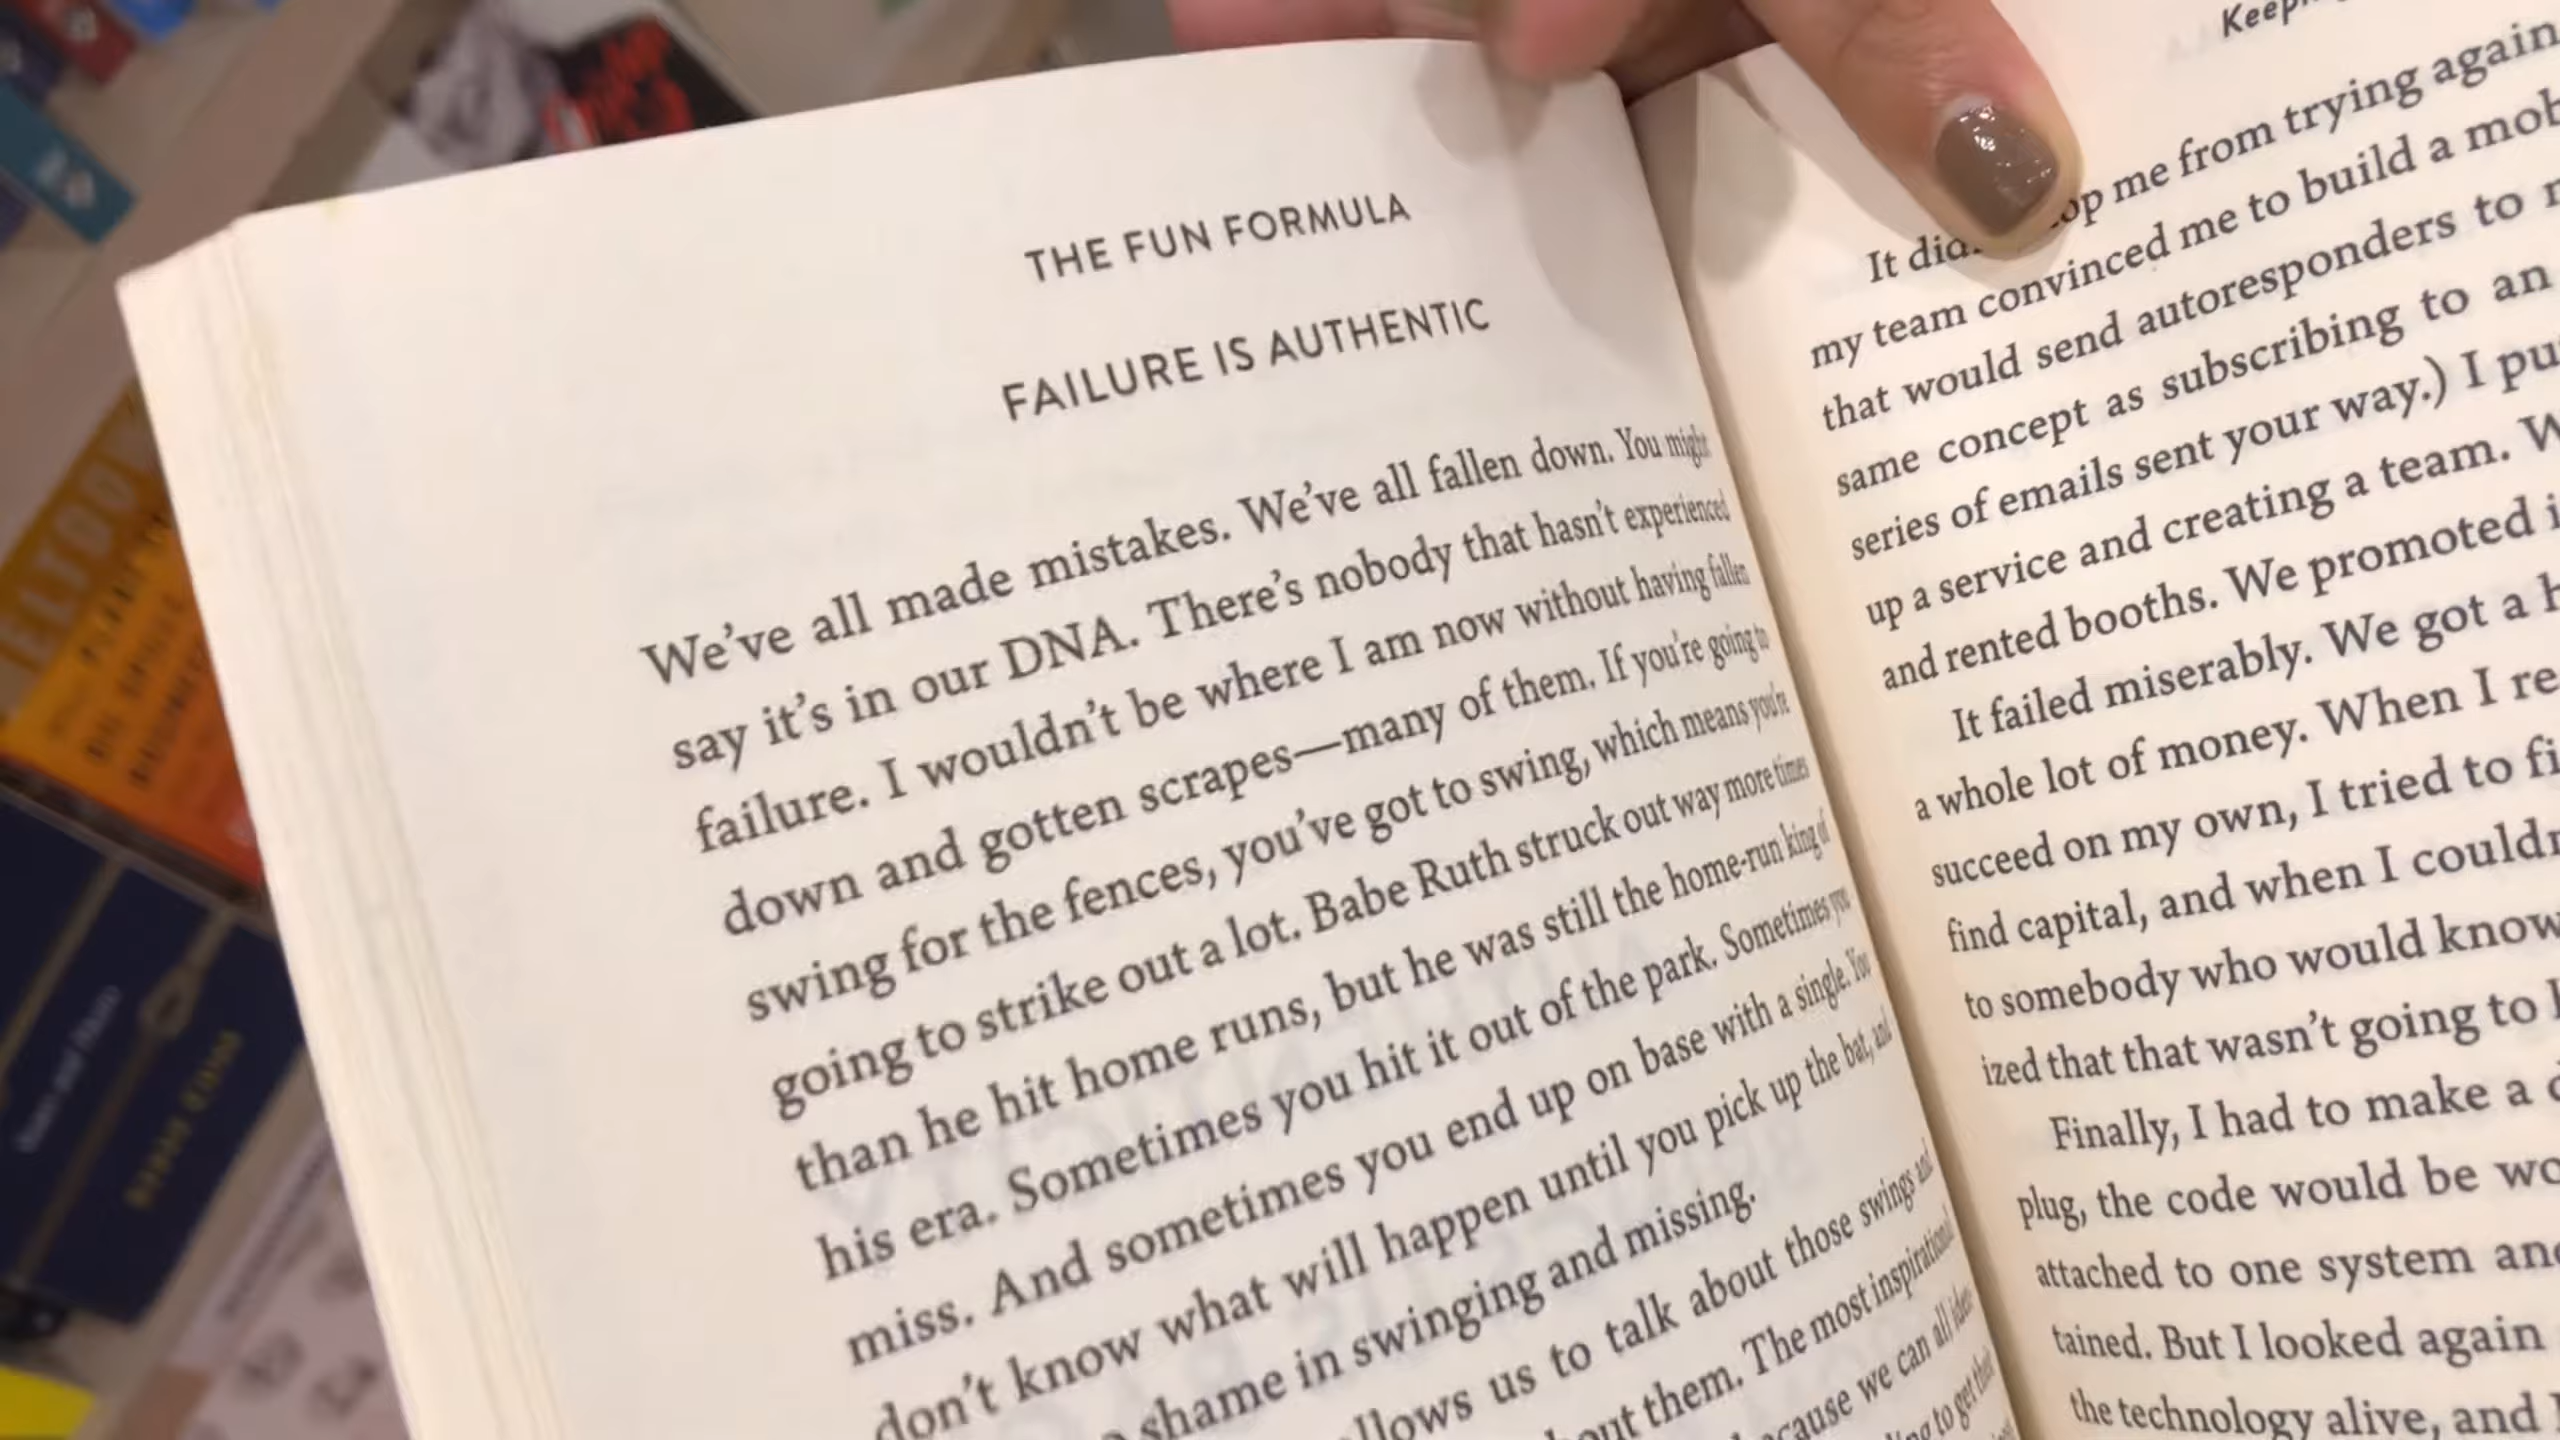 THE FUN FORMULA
FAILURE IS AUTHENTIC
We've all made mistakes. We've all fallen down. You might
say it's in our DNA. There's nobody that hasn't experienced
failure. I wouldn't be where I am now without having fallen
down and gotten scrapes—many of them. If you're going to
swing for the fences, you've got to swing, which means you're
going to strike out a lot. Babe Ruth struck out way more times
than he hit home runs, but he was still the home-run king of
his era. Sometimes you hit it out of the park. Sometimes you
miss. And sometimes you end up on base with a single. You
don't know what will happen until you pick up the bat, and
shame in swinging and missing.
us to talk about those swings and
them. The most inspirational
we can all
to get their
It me from trying again
my team convinced me to build a
that would send autoresponders to
same concept as subscribing to an
series of emails sent your way.) I
up a service and creating a team.
and rented booths. We promoted
It failed miserably. We got a
a whole lot of money. When I
succeed on my own, I tried to
find capital, and when I
to somebody who would know
ized that that wasn't going to
Finally, I had to make a
plug, the code would be
attached to one system
tained. But I looked again
the technology alive, and